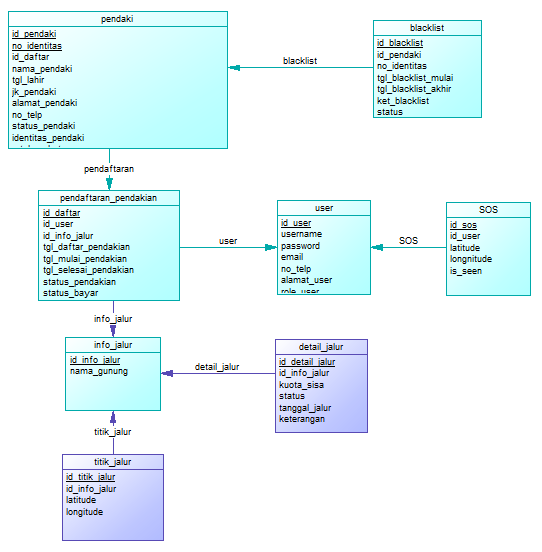 pendaki
id_pendaki
no_identitas
id_daftar
nama_pendaki
tgl_lahir
jk_pendaki
alamat_pendaki
no_telp
status_pendaki
identitas_pendaki
blacklist
blacklist
id_blacklist
id_pendaki
no_identitas
tgl_blacklist_mulai
tgl_blacklist_akhir
ket_blacklist
status
pendaftaran
pendaftaran_pendakian
id_daftar
id_user
id_info_jalur
tgl_daftar_pendakian
tgl_mulai_pendakian
tgl_selesai_pendakian
status_pendakian
status_bayar
user
user
id_user
username
password
email
no_telp
alamat_user
role_user
SOS
SOS
id_sos
id_user
latitude
longnitude
is_seen
info_jalur
info_jalur
id_info_jalur
nama_gunung
detail_jalur
detail_jalur
id_detail_jalur
id_info_jalur
kuota_sisa
status
tanggal_jalur
keterangan
titik_jalur
titik_jalur
id_titik_jalur
id_info_jalur
latitude
longitude